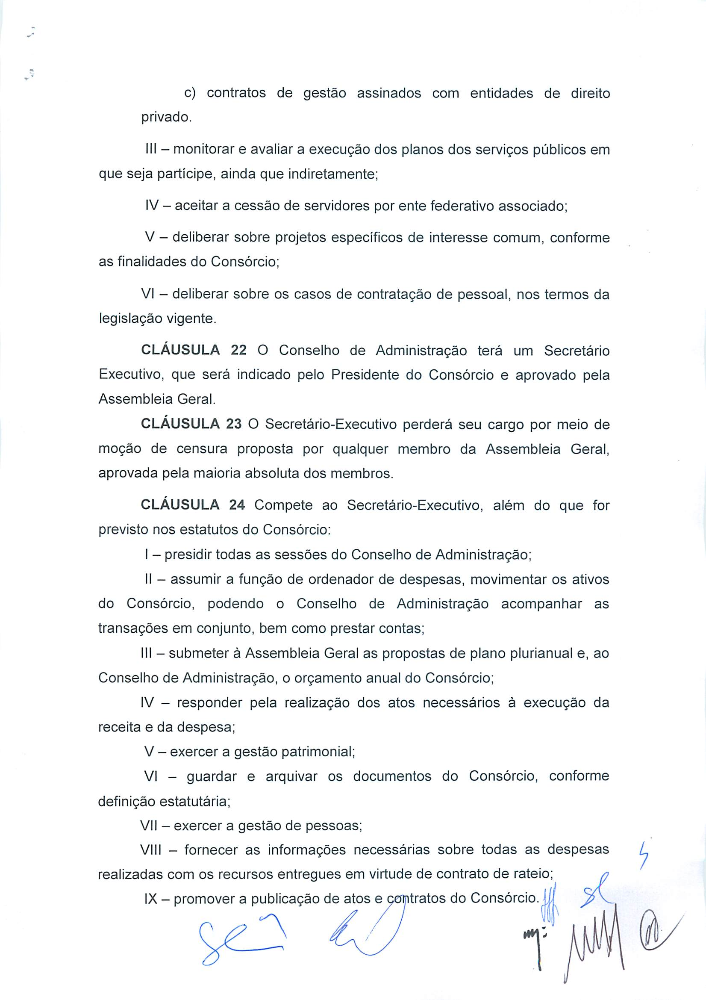 c) contratos de gestão assinados com entidades de direito
privado.
III – monitorar e avaliar a execução dos planos dos serviços públicos em
que seja partícipe, ainda que indiretamente;
IV – aceitar a cessão de servidores por ente federativo associado;
V – deliberar sobre projetos específicos de interesse comum, conforme
as finalidades do Consórcio;
VI – deliberar sobre os casos de contratação de pessoal, nos termos da
legislação vigente.
CLÁUSULA 22 O Conselho de Administração terá um Secretário
Executivo, que será indicado pelo Presidente do Consórcio e aprovado pela
Assembleia Geral.
CLÁUSULA 23 O Secretário-Executivo perderá seu cargo por meio de
moção de censura proposta por qualquer membro da Assembleia Geral,
aprovada pela maioria absoluta dos membros.
CLÁUSULA 24 Compete ao Secretário-Executivo, além do que for
previsto nos estatutos do Consórcio:
I – presidir todas as sessões do Conselho de Administração;
II – assumir a função de ordenador de despesas, movimentar os ativos
do Consórcio, podendo o Conselho de Administração acompanhar as
transações em conjunto, bem como prestar contas;
III – submeter à Assembleia Geral as propostas de plano plurianual e, ao
Conselho de Administração, o orçamento anual do Consórcio;
IV – responder pela realização dos atos necessários à execução da
receita e da despesa;
V – exercer a gestão patrimonial;
VI – guardar e arquivar os documentos do Consórcio, conforme
definição estatutária;
VII – exercer a gestão de pessoas;
VIII – fornecer as informações necessárias sobre todas as despesas
realizadas com os recursos entregues em virtude de contrato de rateio;
IX – promover a publicação de atos e contratos do Consórcio.